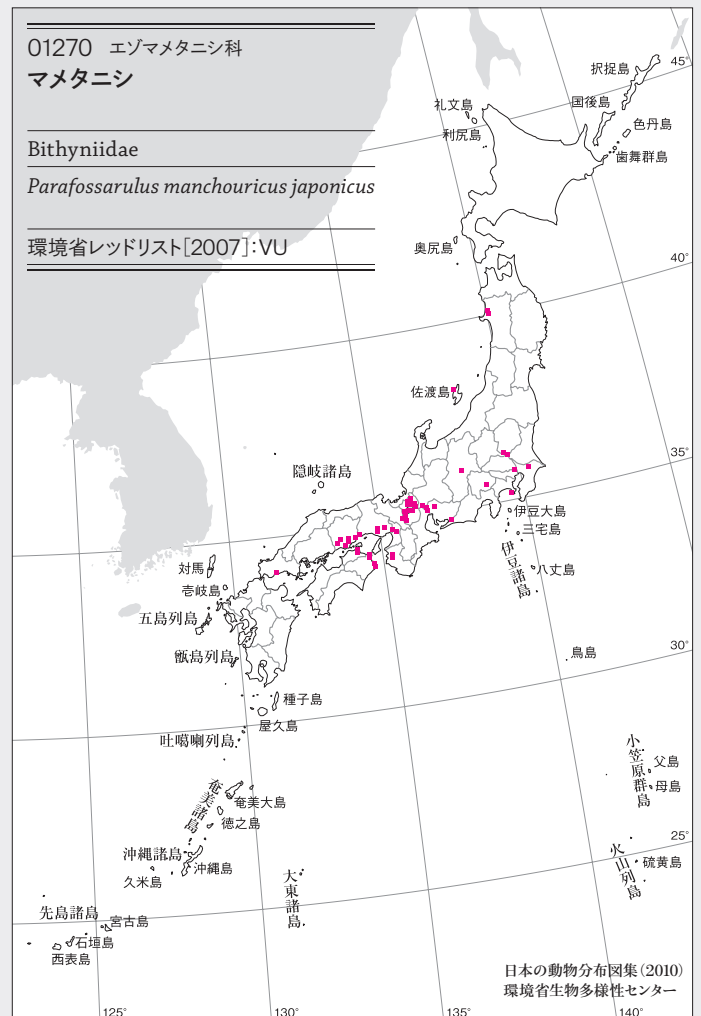 01270 エゾマメタニシ科
マメタニシ
Bithyniidae
Parafossarulus manchouricus japonicus
環境省レッドリスト[2007]:VU
択捉島
45°
礼文島
国後島
利尻島
色丹島
歯舞群島
奥尻島
40°
佐渡島
35°
隠岐諸島
伊豆大島
三宅島
伊豆諸島
八丈島
対馬
壱岐島
五島列島
甑島列島
鳥島
30°
種子島
屋久島
吐噶喇列島
小笠原群島
父島
母島
奄美諸島
奄美大島
徳之島
25°
沖縄諸島
沖縄島
久米島
火山列島
硫黄島
大東諸島
先島諸島
宮古島
石垣島
西表島
日本の動物分布図集(2010)
環境省生物多様性センター
125°
130°
135°
140°